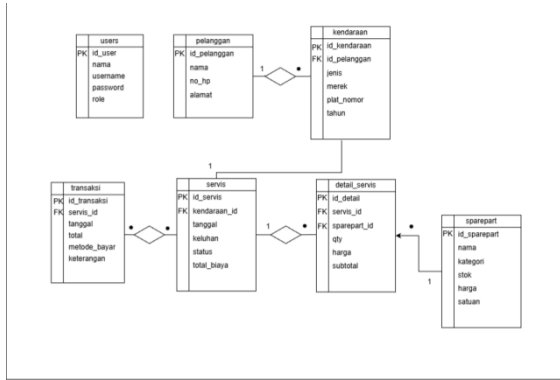 users
PK id_user
nama
username
password
role
pelanggan
PK id_pelanggan
nama
no_hp
alamat
1
*
kendaraan
PK id_kendaraan
FK id_pelanggan
jenis
merek
plat_nomor
tahun
1
transaksi
PK id_transaksi
FK servis_id
tanggal
total
metode_bayar
keterangan
*
*
servis
PK id_servis
FK kendaraan_id
tanggal
keluhan
status
total_biaya
1
*
detail_servis
PK id_detail
FK servis_id
FK sparepart_id
qty
harga
subtotal
*
1
sparepart
PK id_sparepart
nama
kategori
stok
harga
satuan